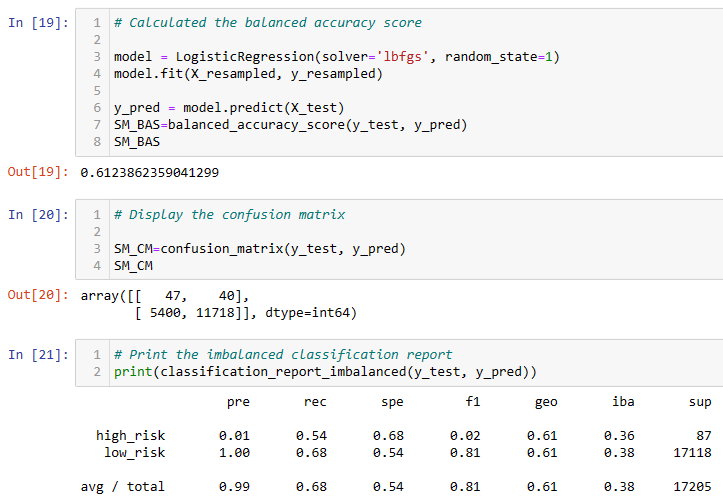 In [19]: 1 # Calculated the balanced accuracy score
2
3 model = LogisticRegression(solver='lbfgs', random_state=1)
4 model.fit(X_resampled, y_resampled)
5
6 y_pred = model.predict(X_test)
7 SM_BAS=balanced_accuracy_score(y_test, y_pred)
8 SM_BAS
Out[19]: 0.6123862359041299
In [20]: 1 # Display the confusion matrix
2
3 SM_CM=confusion_matrix(y_test, y_pred)
4 SM_CM
Out[20]: array([[   47,    40],
       [ 5400, 11718]], dtype=int64)
In [21]: 1 # Print the imbalanced classification report
2 print(classification_report_imbalanced(y_test, y_pred))
pre rec spe f1 geo iba sup
high_risk 0.01 0.54 0.68 0.02 0.61 0.36 87
low_risk 1.00 0.68 0.54 0.81 0.61 0.38 17118
avg / total 0.99 0.68 0.54 0.81 0.61 0.38 17205